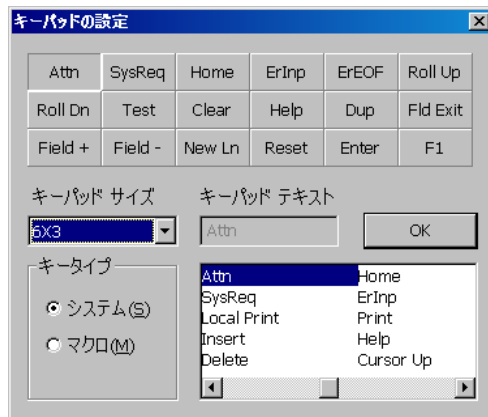 キーパッドの設定
Attn SysReq Home ErInp ErEOF Roll Up
Roll Dn Test Clear Help Dup Fld Exit
Field + Field - New Ln Reset Enter F1
キーパッド サイズ キーパッド テキスト
6X3 Attn OK
キータイプ
システム(S)
マクロ(M)
Attn Home
SysReq ErInp
Local Print Print
Insert Help
Delete Cursor Up